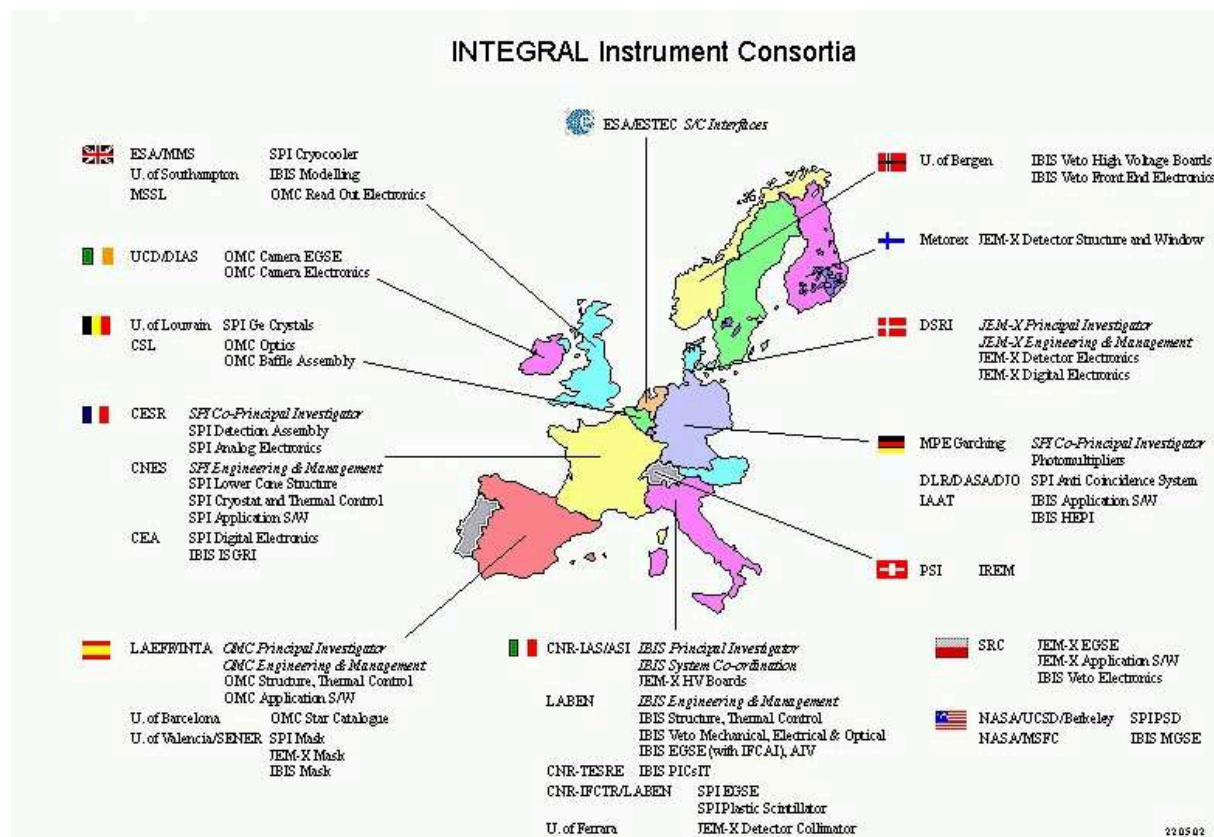 INTEGRAL Instrument Consortia
ESA/ESTEC S/C Interfaces
ESA/MMS SPI Cryocooler
U. of Southampton IBIS Modelling
MSSL OMC Read Out Electronics
UCD/DIAS OMC Camera EGSE
OMC Camera Electronics
U. of Louvain SPI Ge Crystals
CSL OMC Optics
OMC Baffle Assembly
CESR SPI Co-Principal Investigator
SPI Detection Assembly
SPI Analog Electronics
CNES SPI Engineering & Management
SPI Lower Cone Structure
SPI Cryostat and Thermal Control
SPI Application S/W
CEA SPI Digital Electronics
IBIS ISGRI
LAEFF/INTA OMC Principal Investigator
OMC Engineering & Management
OMC Structure, Thermal Control
OMC Application S/W
U. of Barcelona OMC Star Catalogue
U. of Valencia/SENER SPI Mask
JEM-X Mask
IBIS Mask
CNR-IAS/ASI IBIS Principal Investigator
IBIS System Co-ordination
JEM-X HV Boards
LABEN IBIS Engineering & Management
IBIS Structure, Thermal Control
IBIS Veto Mechanical, Electrical & Optical
IBIS EGSE (with IFCAI), AIV
CNR-TESRE IBIS PICsIT
CNR-IFCTR/LABEN SPI EGSE
SPI Plastic Scintillator
U. of Ferrara JEM-X Detector Collimator
U. of Bergen IBIS Veto High Voltage Boards
IBIS Veto Front End Electronics
Metorex JEM-X Detector Structure and Window
DSRI JEM-X Principal Investigator
JEM-X Engineering & Management
JEM-X Detector Electronics
JEM-X Digital Electronics
MPE Garching SPI Co-Principal Investigator
Photomultipliers
DLR/DASA/DJO SPI Anti Coincidence System
IAAT IBIS Application S/W
IBIS HEPI
PSI IREM
SRC JEM-X EGSE
JEM-X Application S/W
IBIS Veto Electronics
NASA/UCSD/Berkeley SPI PSD
NASA/MSFC IBIS MGSE
220502